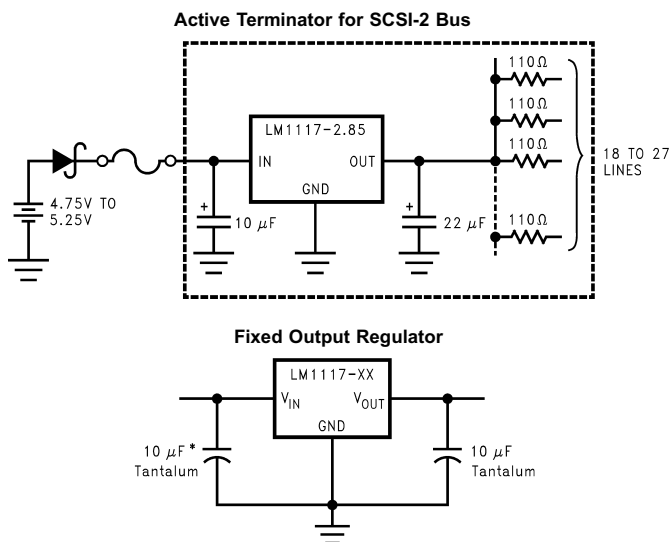 Active Terminator for SCSI-2 Bus
110Ω
110Ω
LM1117-2.85
110Ω
IN
OUT
18 TO 27
LINES
GND
4.75V TO
5.25V
+
10 μF
+
22 μF
110Ω
Fixed Output Regulator
LM1117-XX
VIN
VOUT
GND
10 μF*
Tantalum
10 μF
Tantalum